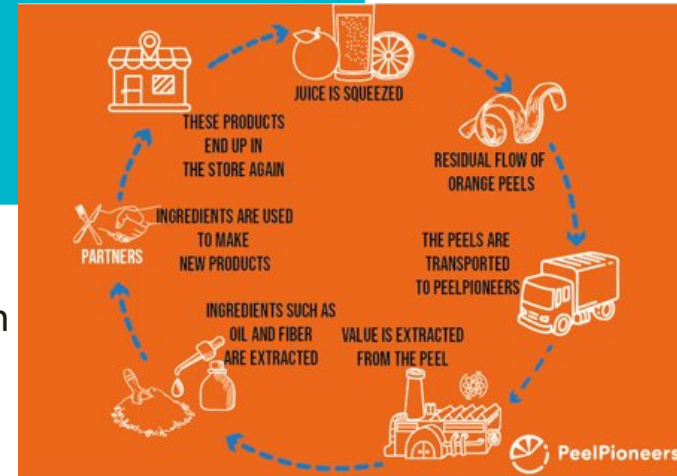 JUICE IS SQUEEZED
RESIDUAL FLOW OF
ORANGE PEELS
THE PEELS ARE
TRANSPORTED
TO PEELPIONEERS
VALUE IS EXTRACTED
FROM THE PEEL
INGREDIENTS SUCH AS
OIL AND FIBER
ARE EXTRACTED
PARTNERS
INGREDIENTS ARE USED
TO MAKE
NEW PRODUCTS
THESE PRODUCTS
END UP IN
THE STORE AGAIN
PeelPioneers